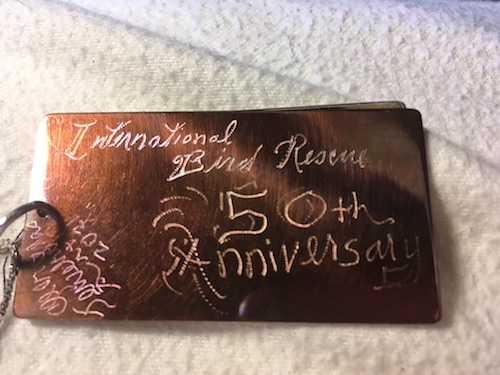 International
Bird Rescue
50th
Anniversary